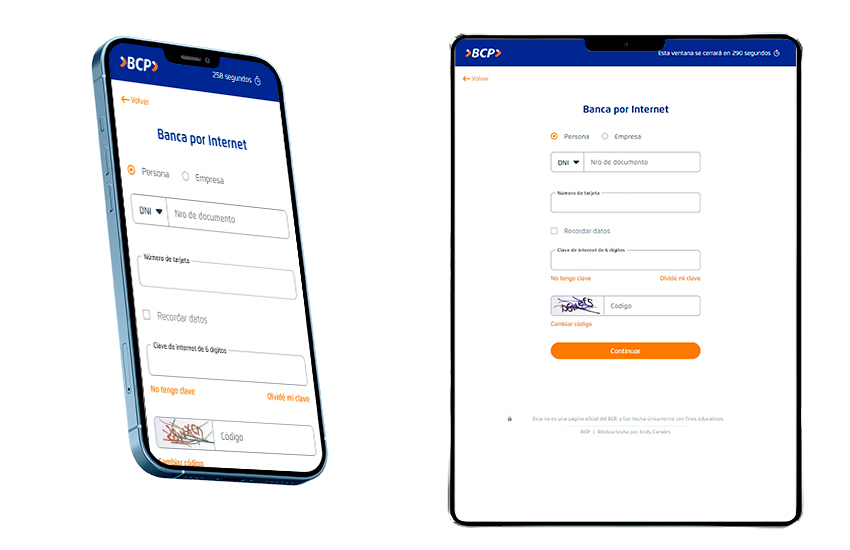 BCP
258 segundos
Volver
Banca por Internet
Persona Empresa
DNI Nro de documento
Número de tarjeta
Recordar datos
Clave de internet de 6 dígitos
No tengo clave Olvidé mi clave
Código
Cambiar código
BCP
Esta ventana se cerrará en 290 segundos
Volver
Banca por Internet
Persona Empresa
DNI Nro de documento
Número de tarjeta
Recordar datos
Clave de internet de 6 dígitos
No tengo clave Olvidé mi clave
Código
Cambiar código
Continuar
Esta no es una página oficial del BCP, y fue hecha únicamente con fines educativos.
BCP | Réplica hecha por Andy Canales